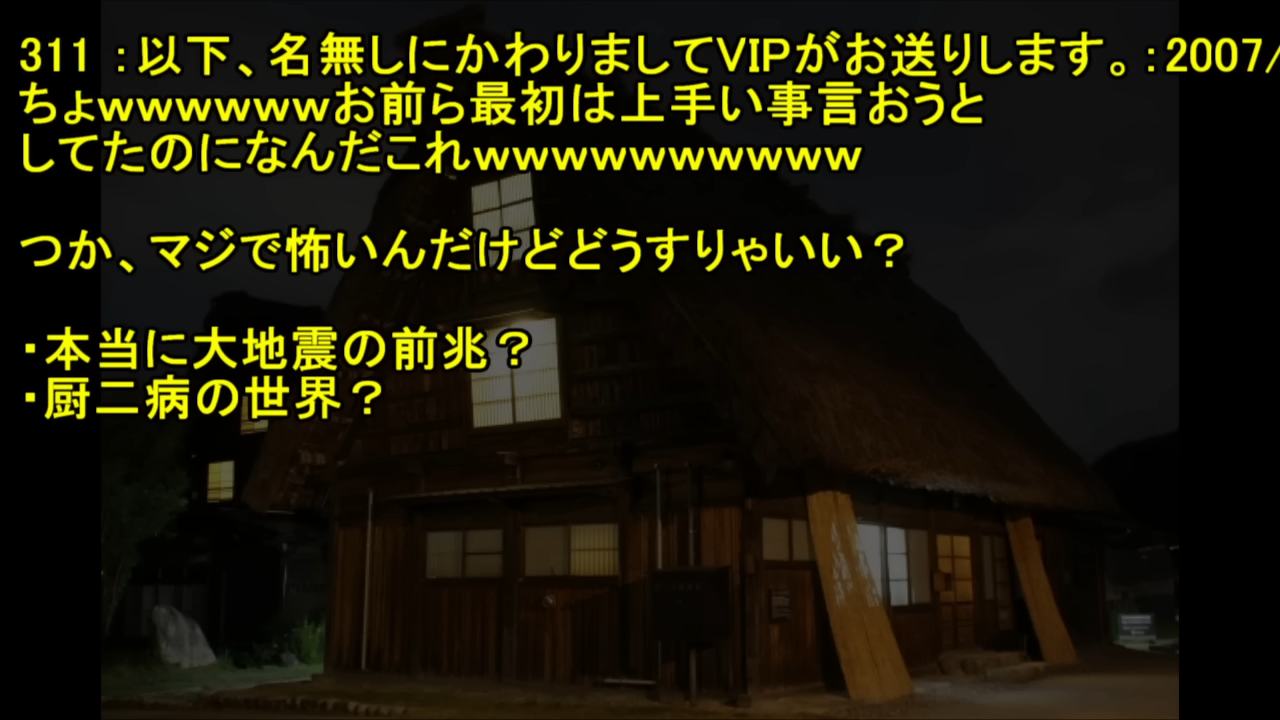 311 ：以下、名無しにかわりましてVIPがお送りします。：2007/
ちょwwwwwwお前ら最初は上手い事言おうと
してたのになんだこれwwwwwwwwwww
つか、マジで怖いんだけどどうすりゃいい？
・本当に大地震の前兆？
・厨二病の世界？